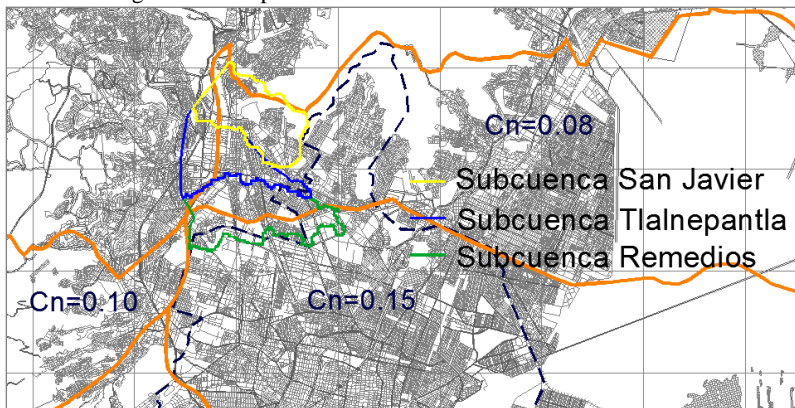 Cn=0.08
Subcuenca San Javier
Subcuenca Tlalnepantla
Subcuenca Remedios
Cn=0.10
Cn=0.15